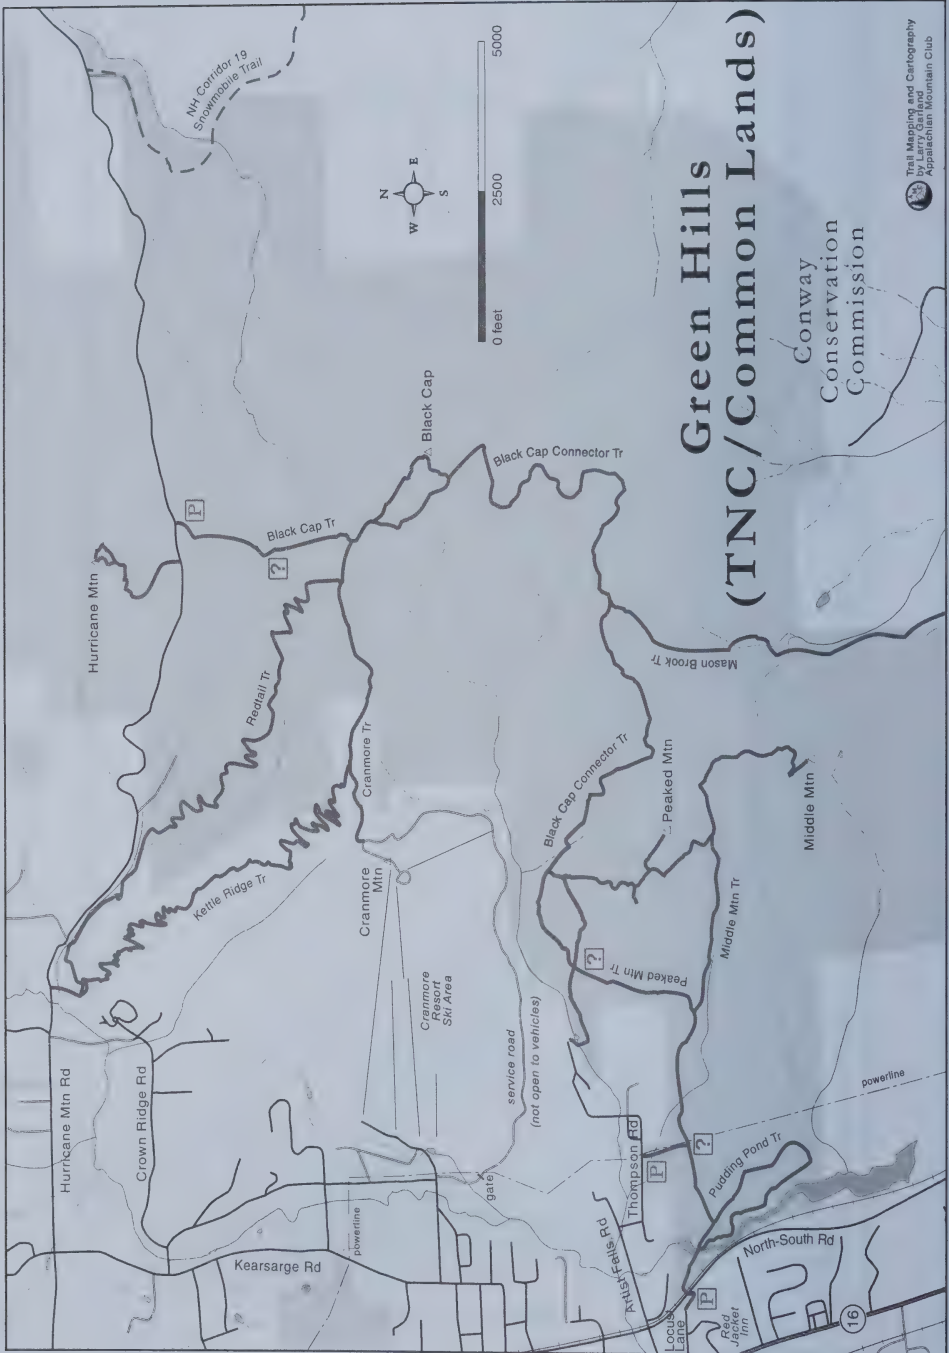 Green Hills
(TNC/Common Lands)
Conway
Conservation
Commission
Trail Mapping and Cartography
by Larry Garland
Appalachian Mountain Club
NH Corridor 19
Snowmobile Trail
N
W
E
S
0 feet
2500
5000
Hurricane Mtn
P
Black Cap Tr
?
Black Cap
Black Cap Connector Tr
Redtail Tr
Cranmore Tr
Kettle Ridge Tr
Cranmore
Mtn
Cranmore
Resort
Ski Area
Mason Brook Tr
Black Cap Connector Tr
Peaked Mtn
Middle Mtn
Middle Mtn Tr
?
Peaked Mtn Tr
service road
(not open to vehicles)
Hurricane Mtn Rd
Crown Ridge Rd
Kearsarge Rd
powerline
gate
powerline
Thompson Rd
P
?
Pudding Pond Tr
Artist Falls Rd
North-South Rd
Locust
Lane
P
Red
Jacket
Inn
16